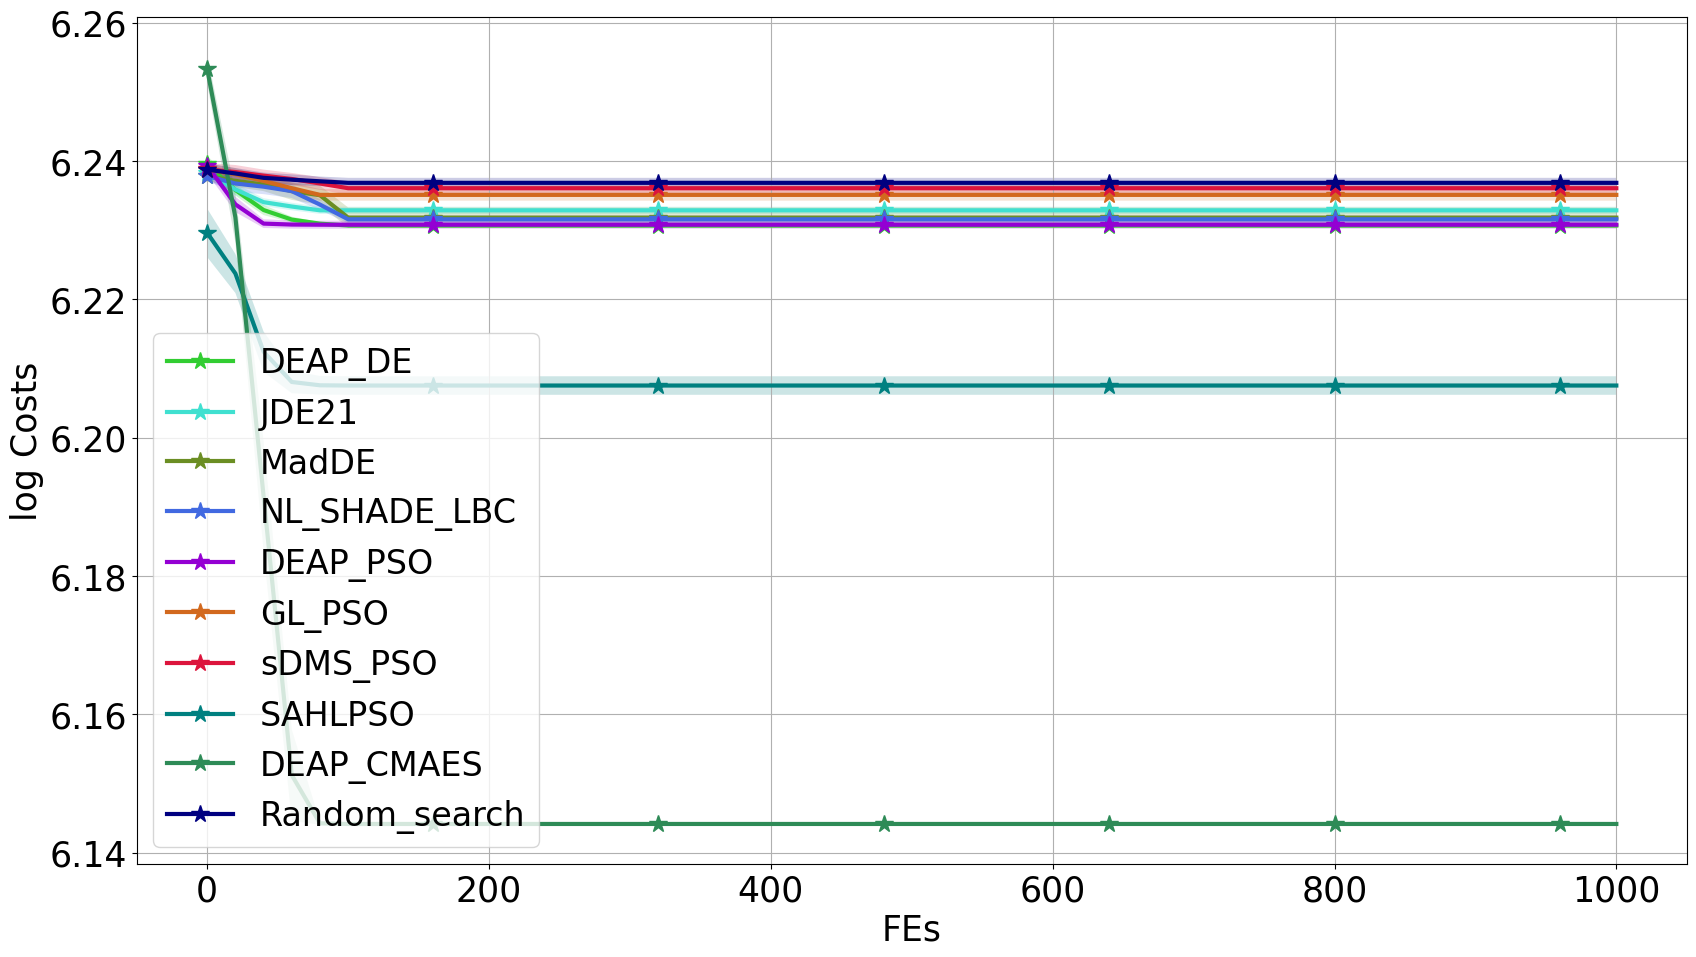 6.26
6.24
6.22
6.20
6.18
6.16
6.14
log Costs
DEAP_DE
JDE21
MadDE
NL_SHADE_LBC
DEAP_PSO
GL_PSO
sDMS_PSO
SAHLPSO
DEAP_CMAES
Random_search
0 200 400 600 800 1000
FEs